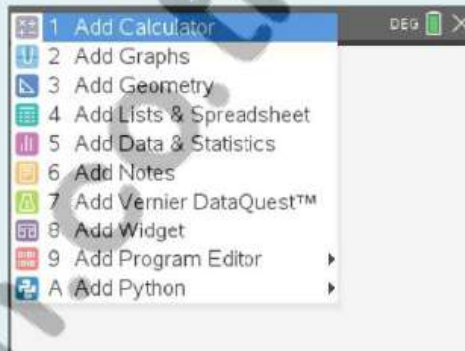 1 Add Calculator
DEG
2 Add Graphs
3 Add Geometry
4 Add Lists & Spreadsheet
5 Add Data & Statistics
6 Add Notes
7 Add Vernier DataQuest™
8 Add Widget
9 Add Program Editor
A Add Python